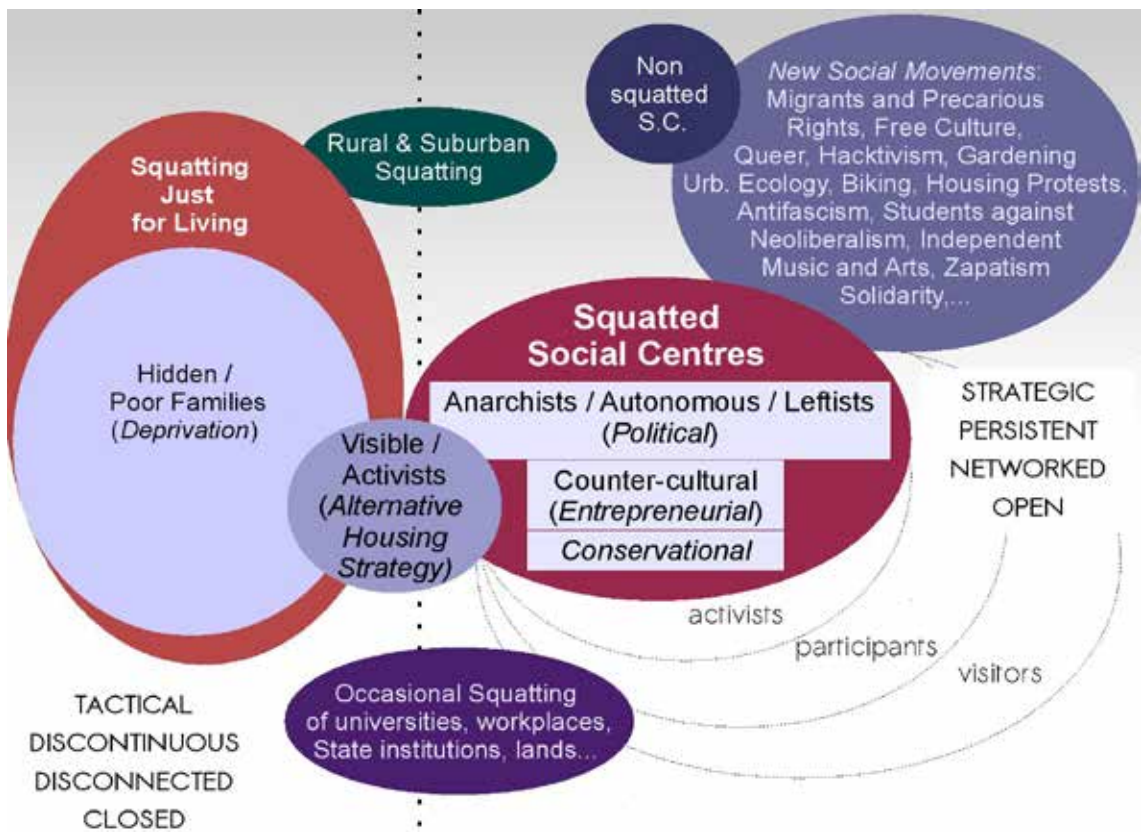 Squatting
Just
for Living
Hidden /
Poor Families
(Deprivation)
Rural & Suburban
Squatting
Non
squatted
S.C.
New Social Movements:
Migrants and Precarious
Rights, Free Culture,
Queer, Hacktivism, Gardening
Urb. Ecology, Biking, Housing Protests.
Antifascism, Students against
Neoliberalism, Independent
Music and Arts, Zapatism
Solidarity,...
Squatted
Social Centres
Anarchists / Autonomous / Leftists
(Political)
Counter-cultural
(Entrepreneurial)
Conservational
Visible /
Activists
(Alternative
Housing
Strategy)
STRATEGIC
PERSISTENT
NETWORKED
OPEN
activists
participants
visitors
Occasional Squatting
of universities, workplaces,
State institutions, lands...
TACTICAL
DISCONTINUOUS
DISCONNECTED
CLOSED